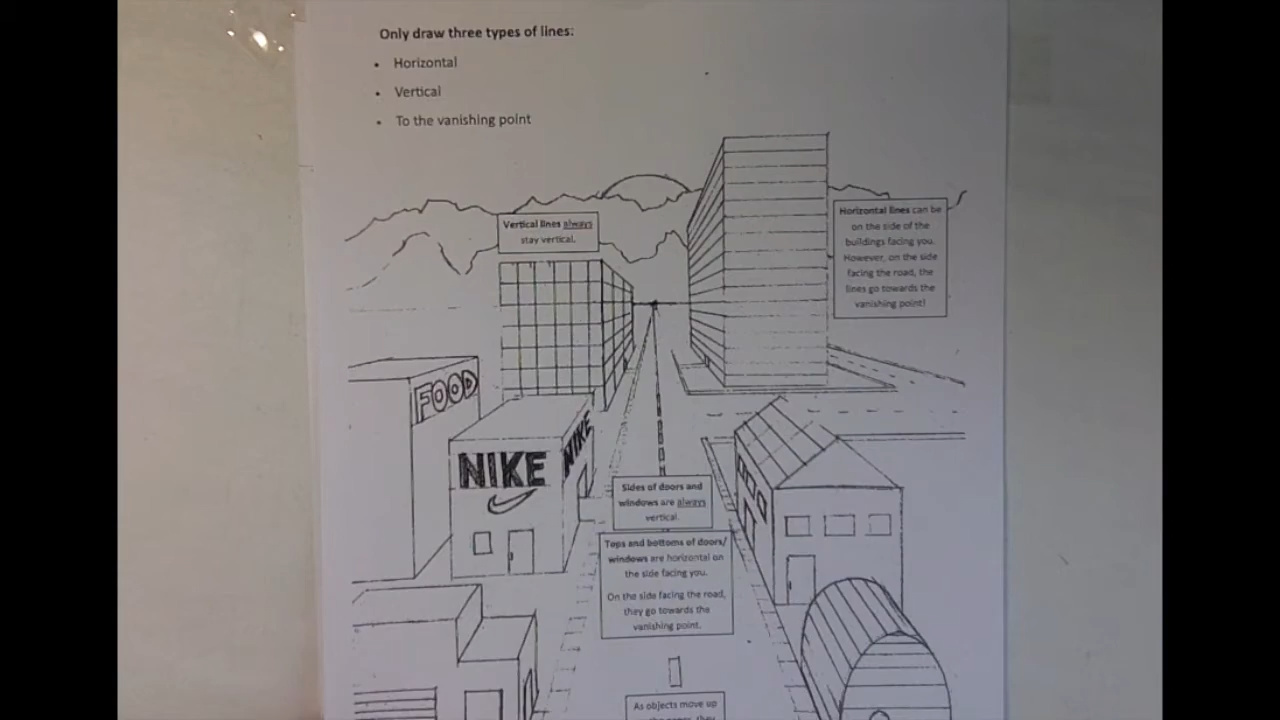 Only draw three types of lines:
• Horizontal
• Vertical
• To the vanishing point
Vertical lines always
stay vertical.
Horizontal lines can be
on the side of the
buildings facing you.
However, on the side
facing the road, the
lines go towards the
vanishing point!
FOOD
NIKE
NIKE
Sides of doors and
windows are always
vertical.
Tops and bottoms of doors/
windows are horizontal on
the side facing you.
On the side facing the road,
they go towards the
vanishing point.
As objects move up